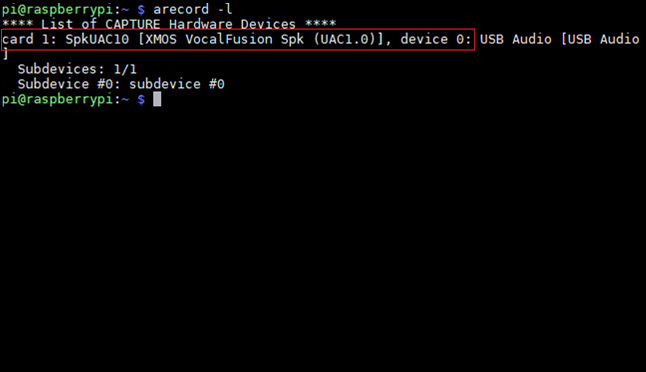 pi@raspberrypi:~ $ arecord -l
**** List of CAPTURE Hardware Devices ****
card 1: SpkUAC10 [XMOS VocalFusion Spk (UAC1.0)], device 0: USB Audio [USB Audio
]
  Subdevices: 1/1
  Subdevice #0: subdevice #0
pi@raspberrypi:~ $